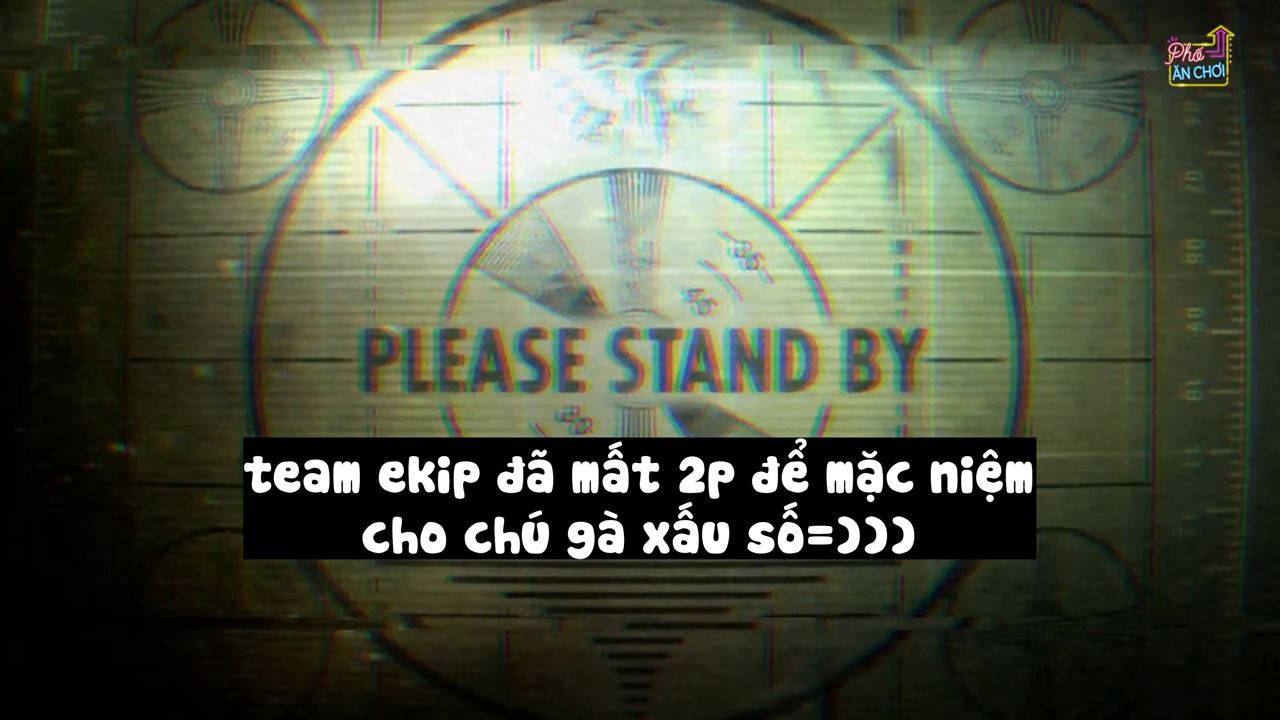 Phố
ĂN CHƠI
PLEASE STAND BY
team ekip đã mất 2p để mặc niệm
cho chú gà xấu số=)))